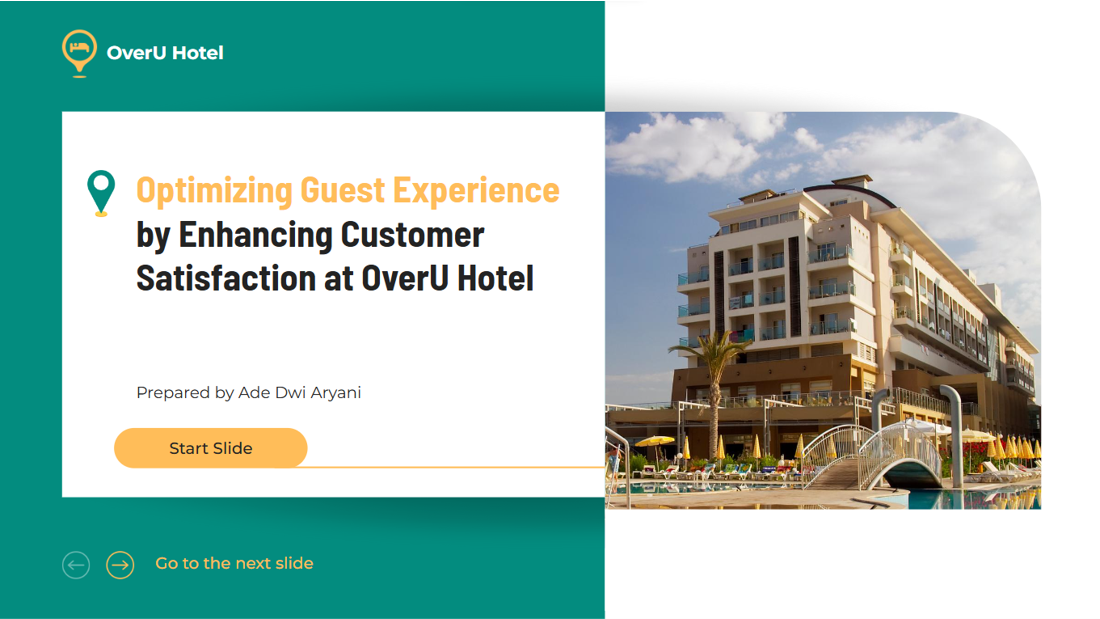 OverU Hotel
Optimizing Guest Experience
by Enhancing Customer
Satisfaction at OverU Hotel
Prepared by Ade Dwi Aryani
Start Slide
Go to the next slide